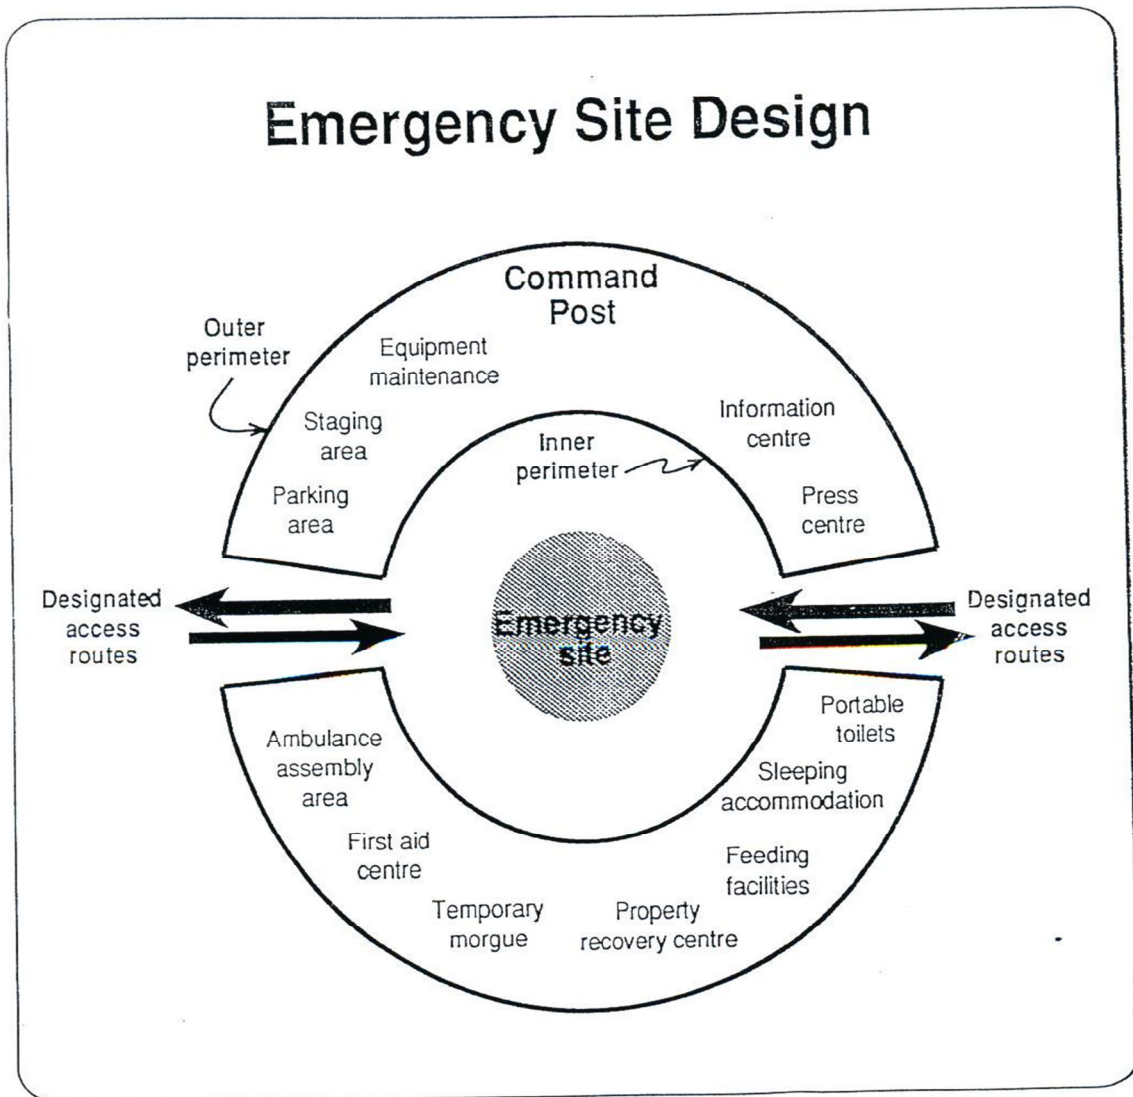 Emergency Site Design
Command
Post
Outer
perimeter
Equipment
maintenance
Staging
area
Parking
area
Inner
perimeter
Information
centre
Press
centre
Designated
access
routes
Emergency
site
Designated
access
routes
Ambulance
assembly
area
First aid
centre
Temporary
morgue
Property
recovery centre
Feeding
facilities
Sleeping
accommodation
Portable
toilets